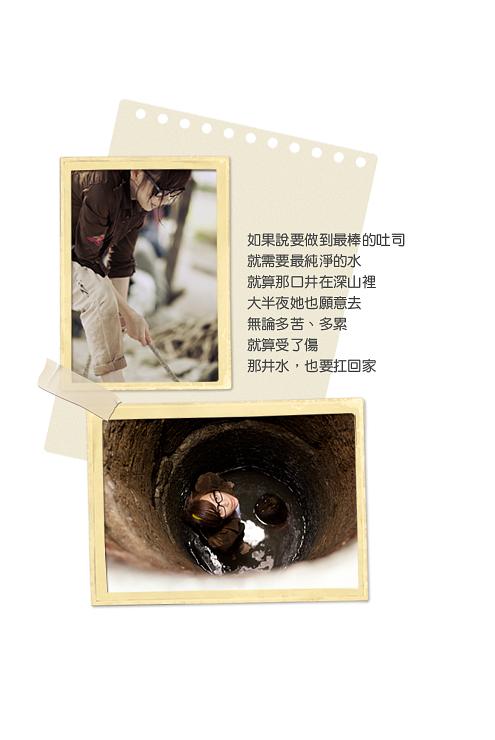 如果說要做到最棒的吐司
就需要最純淨的水
就算那口井在深山裡
大半夜她也願意去
無論多苦、多累
就算受了傷
那井水，也要扛回家